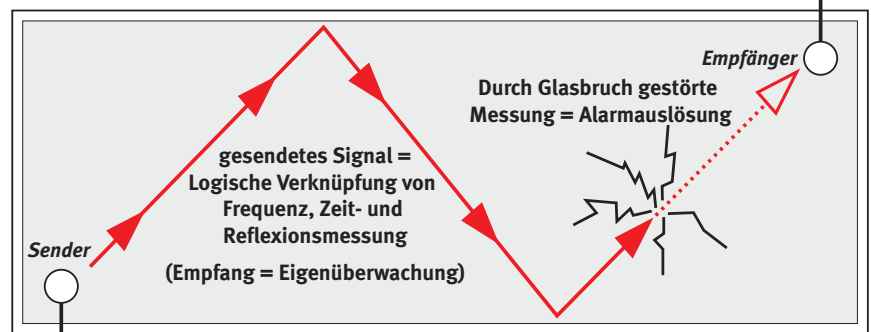 Empfänger
Durch Glasbruch gestörte
Messung = Alarmauslösung
gesendetes Signal =
Logische Verknüpfung von
Frequenz, Zeit- und
Reflexionsmessung
(Empfang = Eigenüberwachung)
Sender